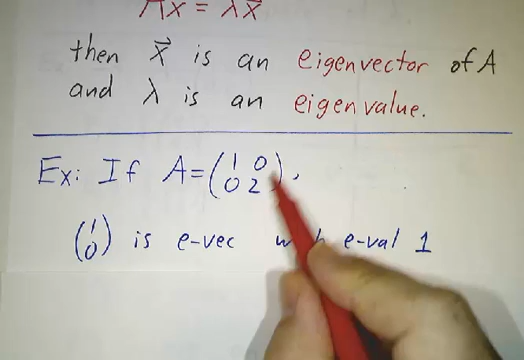 Ax = λx⃗
then x⃗ is an eigenvector of A
and λ is an eigenvalue.
Ex: If A = (1 0
0 2),
(1
0) is e-vec with e-val 1